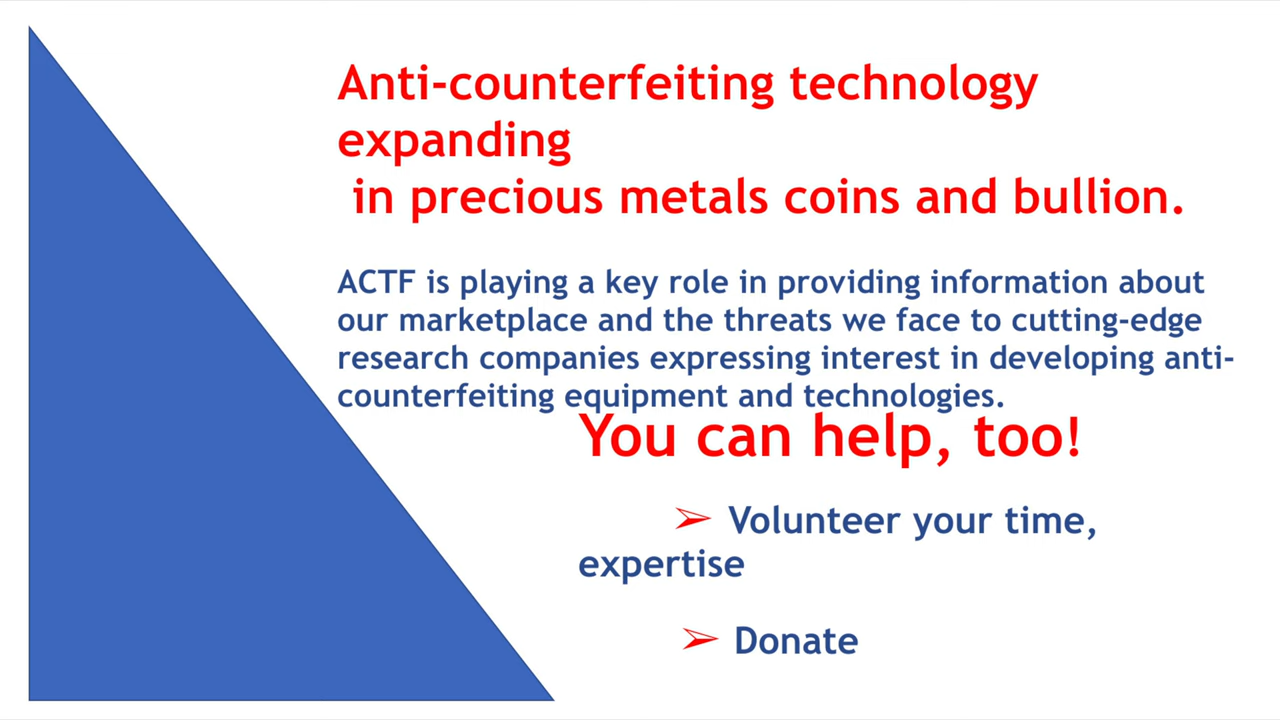 Anti-counterfeiting technology
expanding
in precious metals coins and bullion.
ACTF is playing a key role in providing information about
our marketplace and the threats we face to cutting-edge
research companies expressing interest in developing anti-
counterfeiting equipment and technologies.
You can help, too!
➢ Volunteer your time,
expertise
➢ Donate